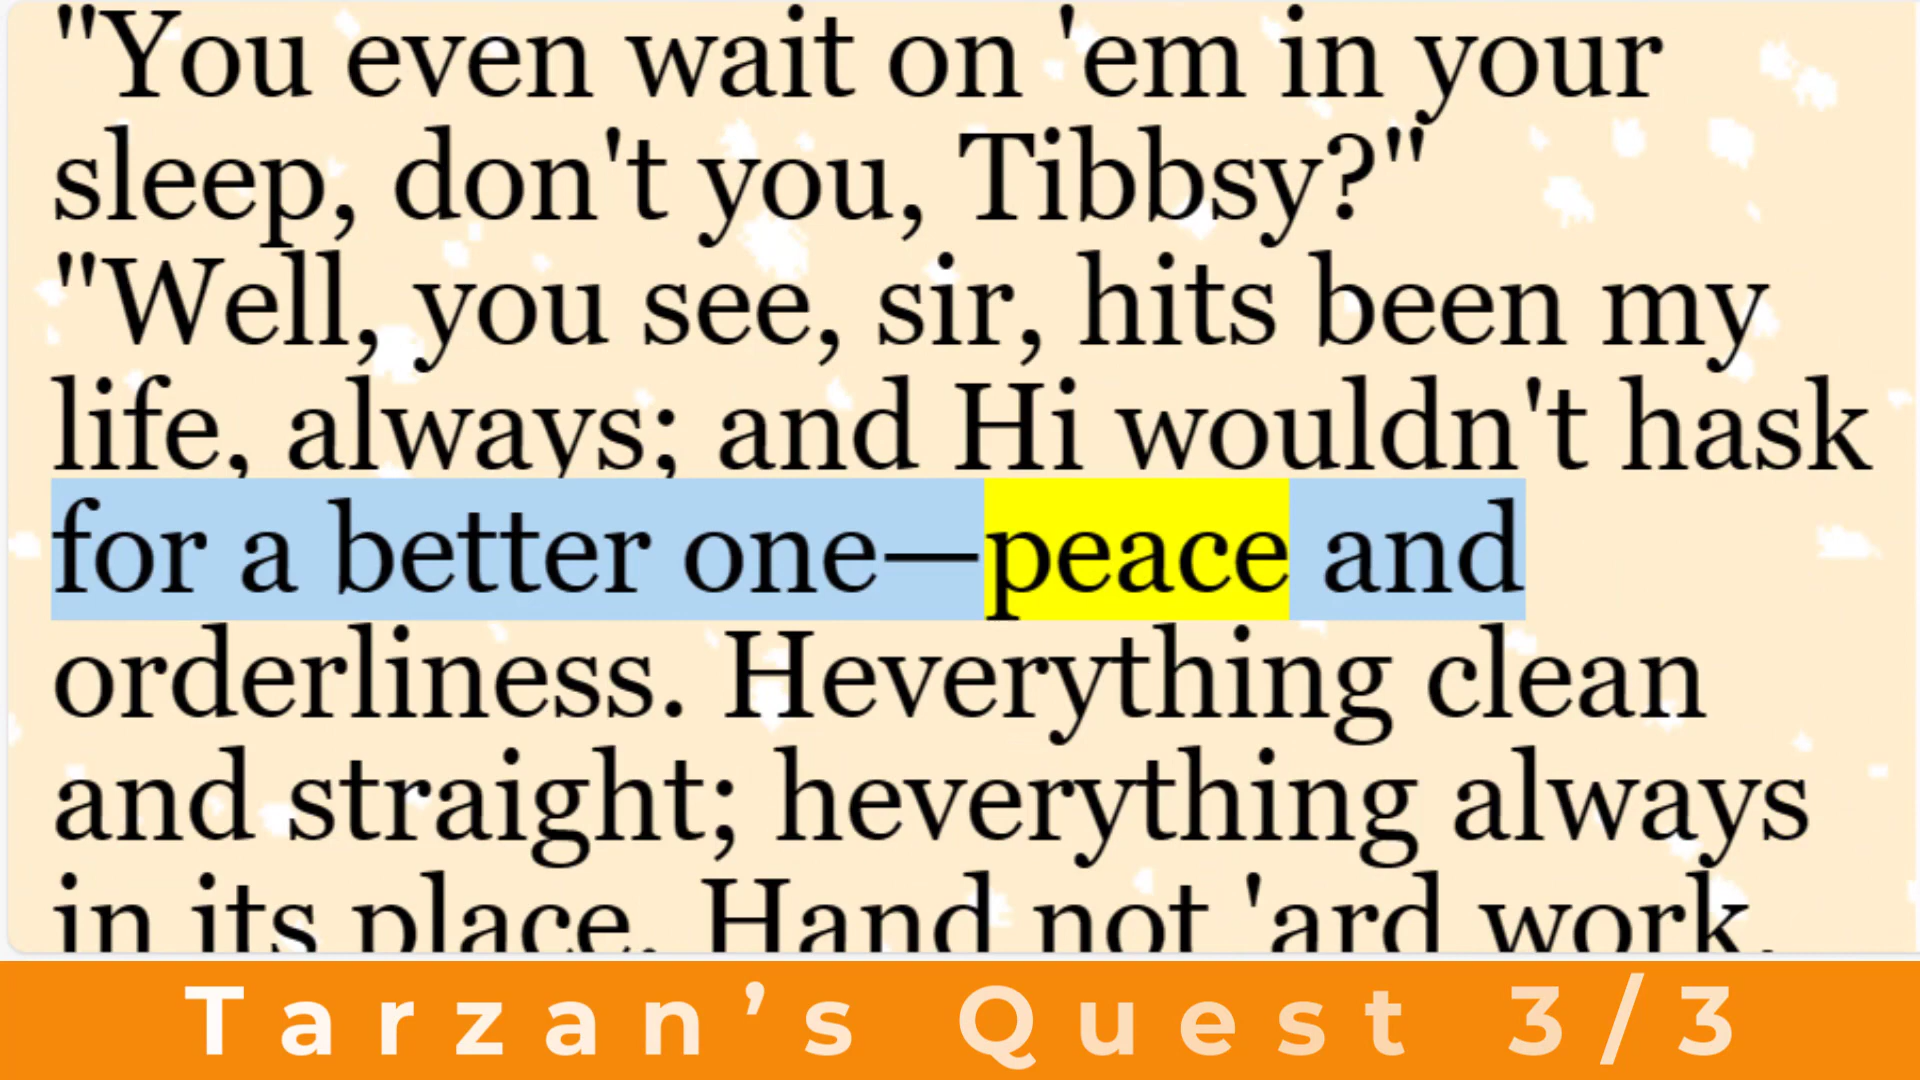 "You even wait on 'em in your
sleep, don't you, Tibbsy?"
"Well, you see, sir, hits been my
life, always; and Hi wouldn't hask
for a better one—peace and
orderliness. Heverything clean
and straight; heverything always
in its place. Hand not 'ard work,
Tarzan’s Quest 3/3